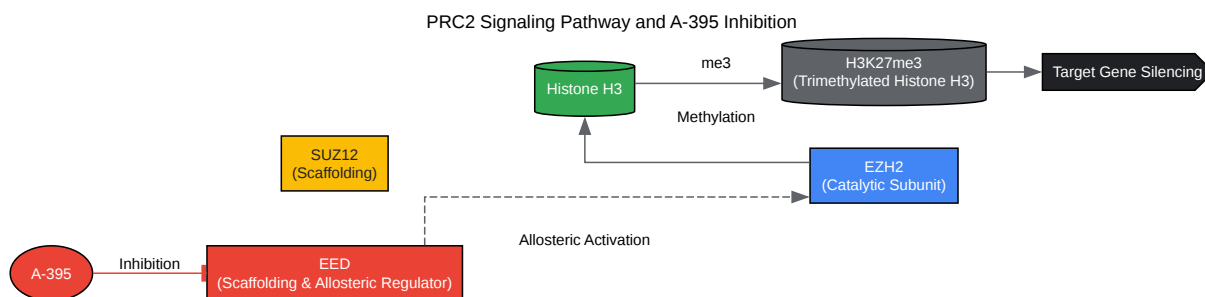 PRC2 Signaling Pathway and A-395 Inhibition
me3
H3K27me3
(Trimethylated Histone H3)
Target Gene Silencing
Histone H3
Methylation
SUZ12
(Scaffolding)
EZH2
(Catalytic Subunit)
Allosteric Activation
A-395
Inhibition
EED
(Scaffolding & Allosteric Regulator)